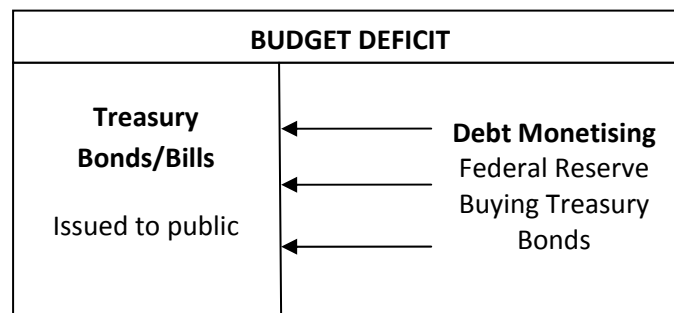 BUDGET DEFICIT
Treasury
Bonds/Bills
Issued to public
Debt Monetising
Federal Reserve
Buying Treasury
Bonds